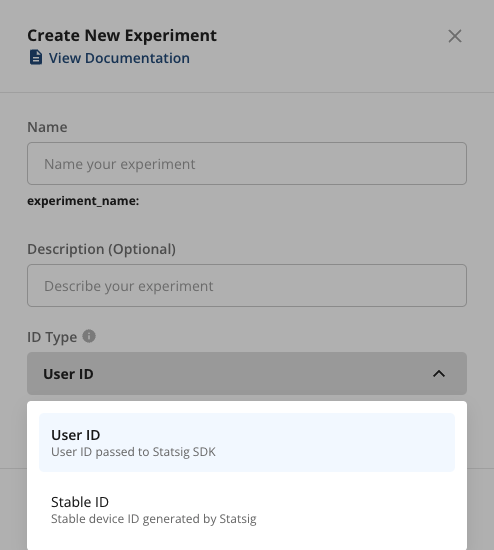 Create New Experiment
View Documentation
Name
Name your experiment
experiment_name:
Description (Optional)
Describe your experiment
ID Type
User ID
User ID
User ID passed to Statsig SDK
Stable ID
Stable device ID generated by Statsig